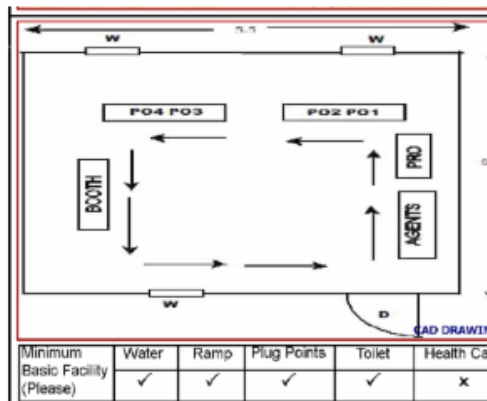 W
W
PO4 PO3
PO2 PO1
BOOTH
PRO
AGENTS
W
D
CAD DRAWIN
Minimum Basic Facility (Please)
Water
Ramp
Plug Points
Toilet
Health Ca
✓
✓
✓
✓
x